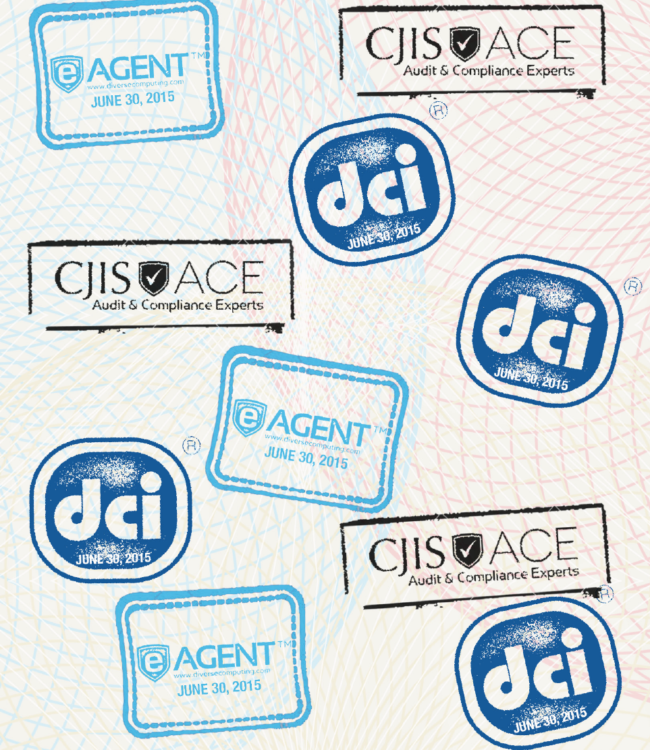 eAGENT™
www.diversecomputing.com
JUNE 30, 2015
CJIS ACE
Audit & Compliance Experts
dci®
JUNE 30, 2015
CJIS ACE
Audit & Compliance Experts
dci®
JUNE 30, 2015
eAGENT™
www.diversecomputing.com
JUNE 30, 2015
dci®
JUNE 30, 2015
CJIS ACE
Audit & Compliance Experts
eAGENT™
www.diversecomputing.com
JUNE 30, 2015
dci®
JUNE 30, 2015